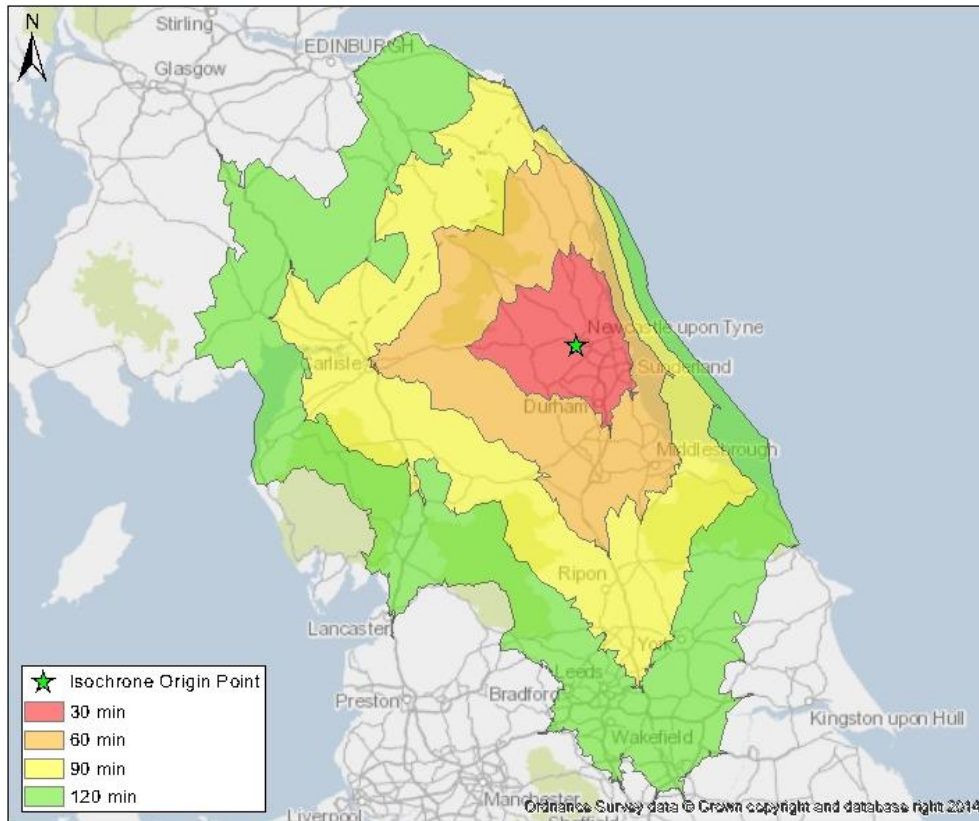 N
Stirling
EDINBURGH
Glasgow
Newcastle upon Tyne
Carlisle
Sunderland
Durham
Middlesbrough
Ripon
Lancaster
York
Leeds
Preston
Bradford
Kingston upon Hull
Wakefield
Manchester
Liverpool
Sheffield
Isochrone Origin Point
30 min
60 min
90 min
120 min
Ordnance Survey data © Crown copyright and database right 2014